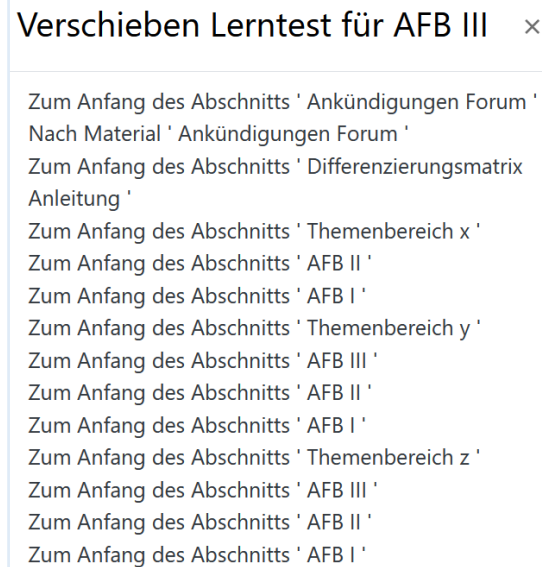 Verschieben Lerntest für AFB III ×
Zum Anfang des Abschnitts ' Ankündigungen Forum '
Nach Material ' Ankündigungen Forum '
Zum Anfang des Abschnitts ' Differenzierungsmatrix
Anleitung '
Zum Anfang des Abschnitts ' Themenbereich x '
Zum Anfang des Abschnitts ' AFB II '
Zum Anfang des Abschnitts ' AFB I '
Zum Anfang des Abschnitts ' Themenbereich y '
Zum Anfang des Abschnitts ' AFB III '
Zum Anfang des Abschnitts ' AFB II '
Zum Anfang des Abschnitts ' AFB I '
Zum Anfang des Abschnitts ' Themenbereich z '
Zum Anfang des Abschnitts ' AFB III '
Zum Anfang des Abschnitts ' AFB II '
Zum Anfang des Abschnitts ' AFB I '